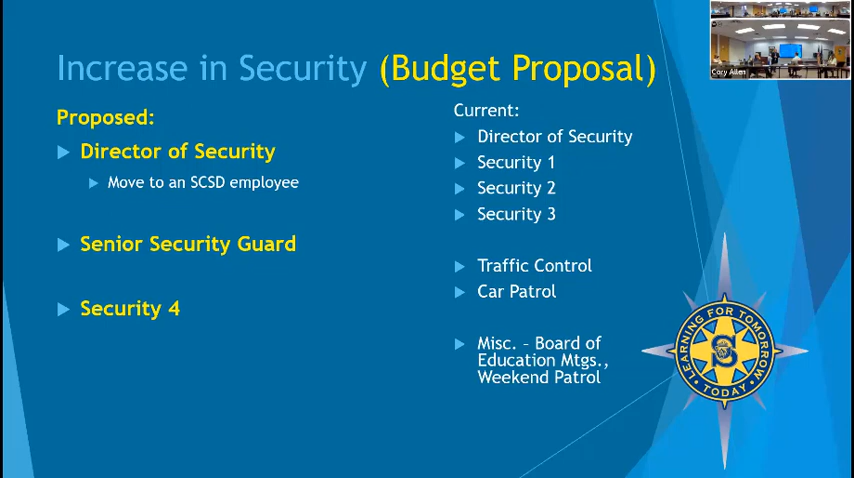 Increase in Security (Budget Proposal)
Proposed:
Director of Security
Move to an SCSD employee
Senior Security Guard
Security 4
Current:
Director of Security
Security 1
Security 2
Security 3
Traffic Control
Car Patrol
Misc. – Board of
Education Mtgs.,
Weekend Patrol
LEARNING FOR TOMORROW
• TODAY •
S
Cory Allen